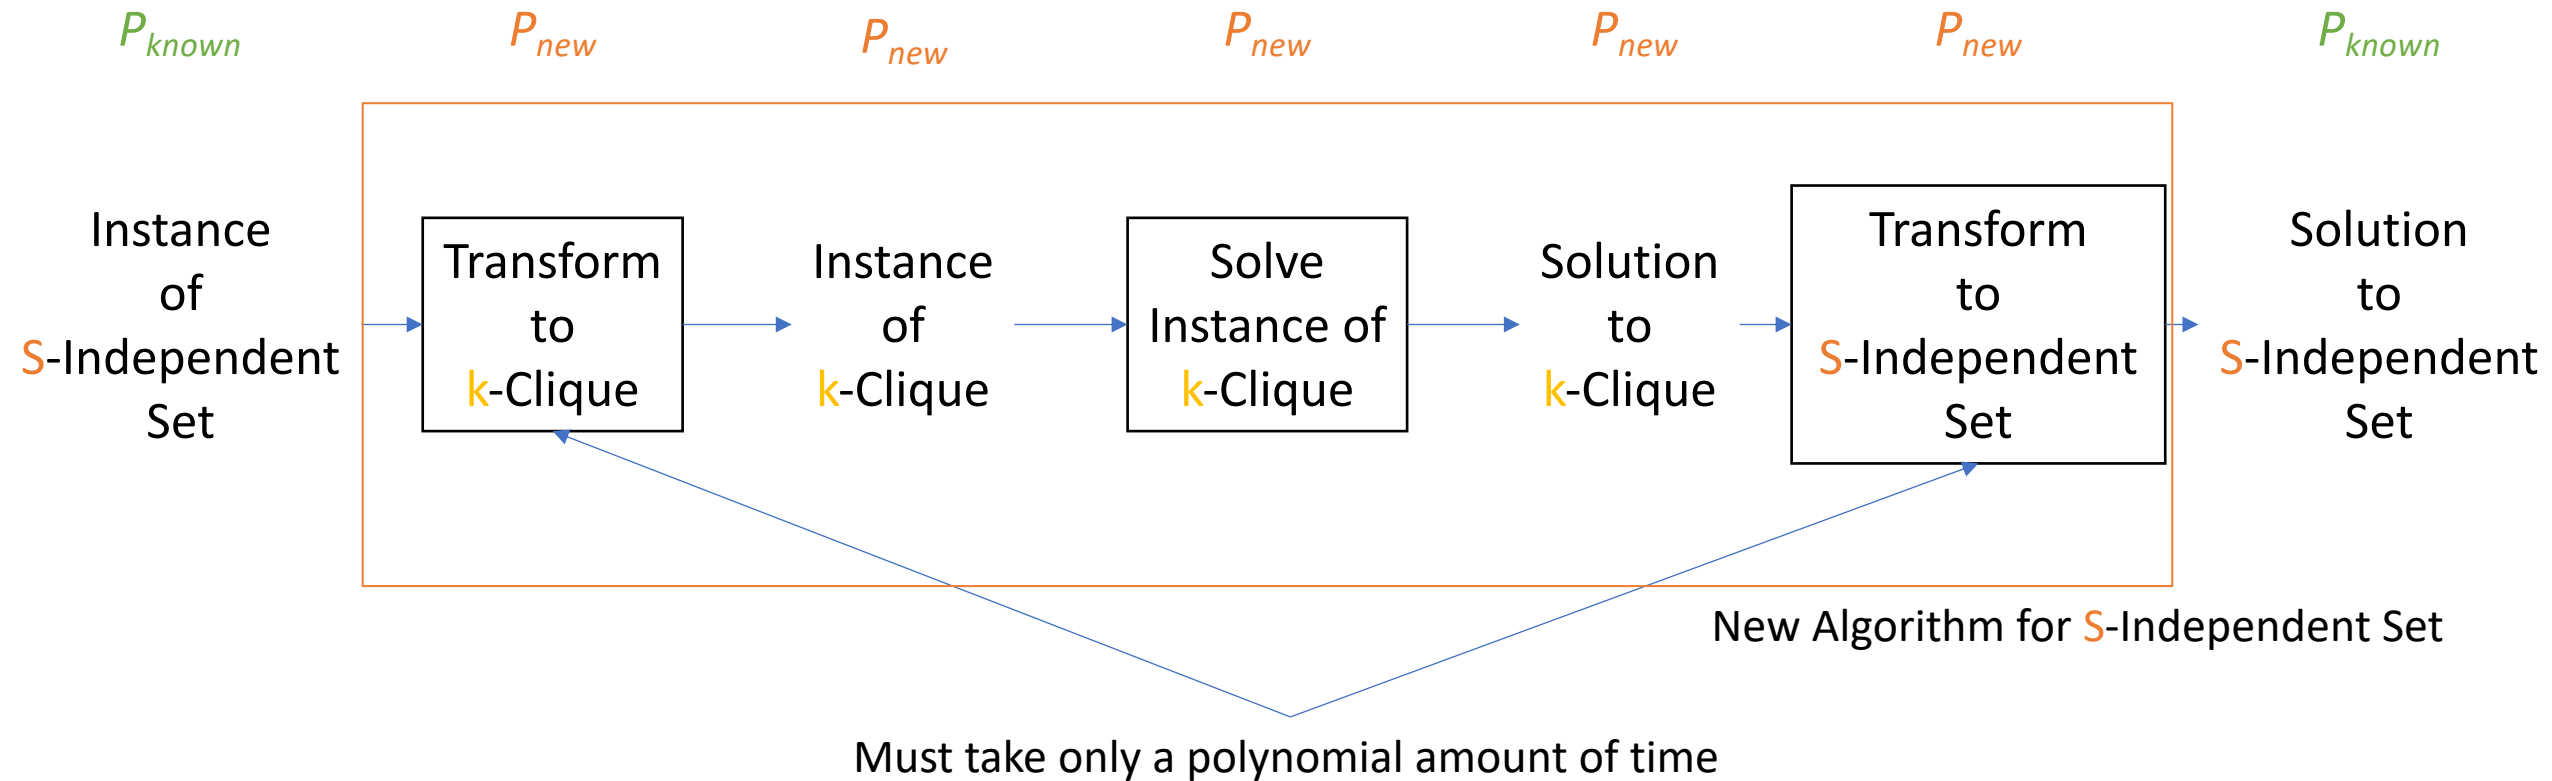 P_known P_new P_new P_new P_new P_new P_known
Instance
of
S-Independent
Set
Transform
to
k-Clique
Instance
of
k-Clique
Solve
Instance of
k-Clique
Solution
to
k-Clique
Transform
to
S-Independent
Set
Solution
to
S-Independent
Set
New Algorithm for S-Independent Set
Must take only a polynomial amount of time